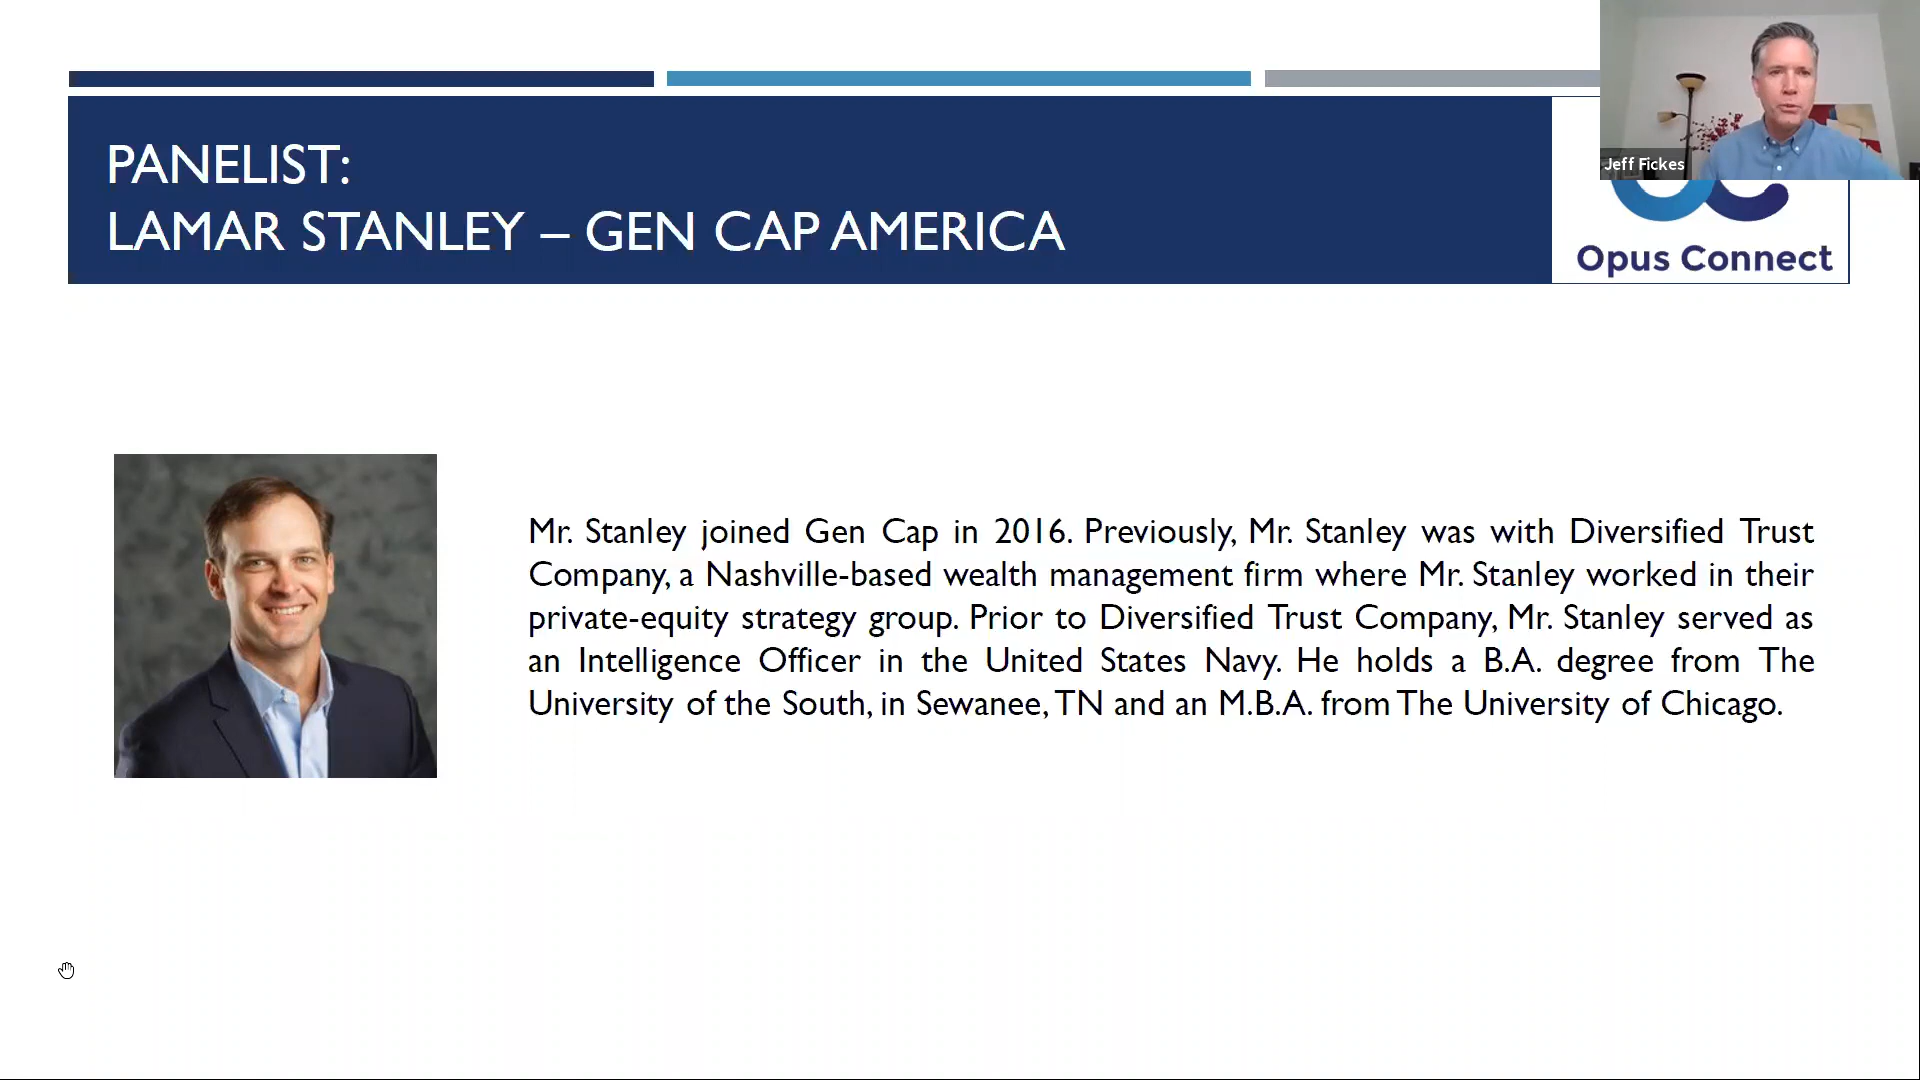 PANELIST:
LAMAR STANLEY – GEN CAP AMERICA
Jeff Fickes
Opus Connect
Mr. Stanley joined Gen Cap in 2016. Previously, Mr. Stanley was with Diversified Trust
Company, a Nashville-based wealth management firm where Mr. Stanley worked in their
private-equity strategy group. Prior to Diversified Trust Company, Mr. Stanley served as
an Intelligence Officer in the United States Navy. He holds a B.A. degree from The
University of the South, in Sewanee, TN and an M.B.A. from The University of Chicago.